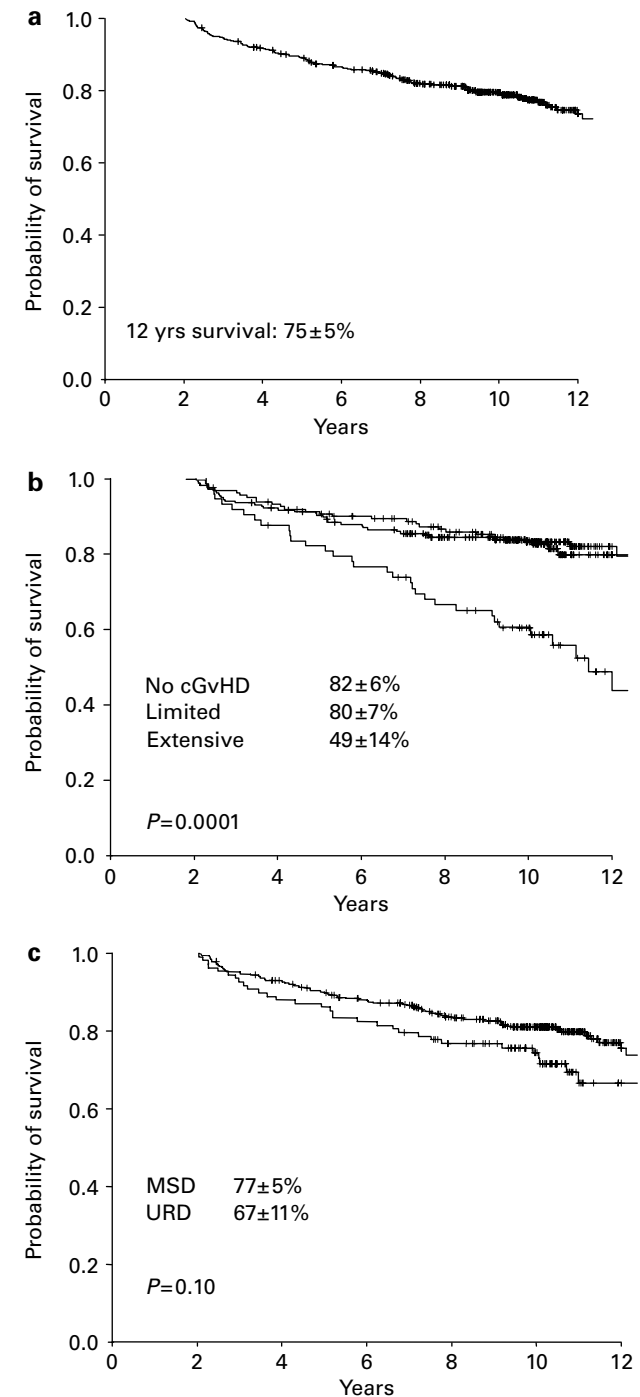 a
Probability of survival
1.0
0.8
0.6
0.4
0.2
0.0
12 yrs survival: 75±5%
0 2 4 6 8 10 12
Years
b
Probability of survival
1.0
0.8
0.6
0.4
0.2
0.0
No cGvHD 82±6%
Limited 80±7%
Extensive 49±14%
P=0.0001
0 2 4 6 8 10 12
Years
c
Probability of survival
1.0
0.8
0.6
0.4
0.2
0.0
MSD 77±5%
URD 67±11%
P=0.10
0 2 4 6 8 10 12
Years